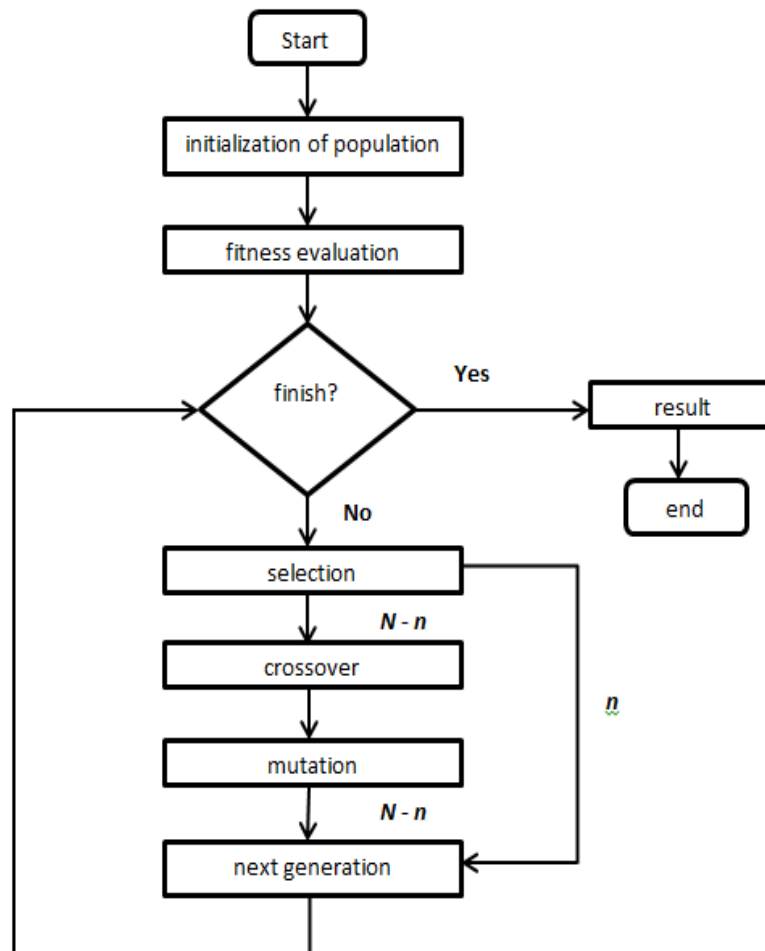 Start
initialization of population
fitness evaluation
finish?
Yes
result
end
No
selection
N - n
crossover
n
mutation
N - n
next generation